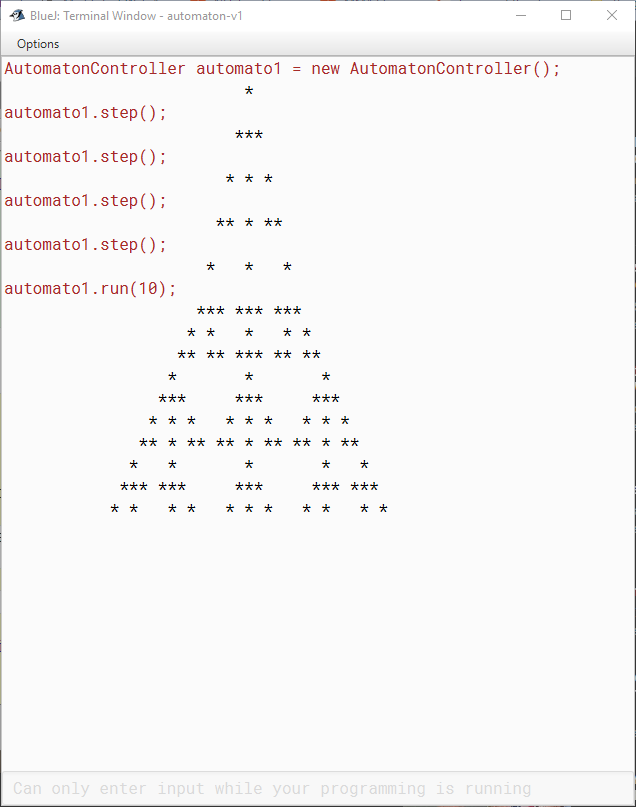 BlueJ: Terminal Window - automaton-v1
Options
AutomatonController automato1 = new AutomatonController();
                         *
automato1.step();
                        ***
automato1.step();
                       * * *
automato1.step();
                      ** * **
automato1.step();
                     *   *   *
automato1.run(10);
                    *** *** ***
                   * *   *   * *
                  ** ** *** ** **
                 *       *       *
                ***     ***     ***
               * * *   * * *   * * *
              ** * ** ** * ** ** * **
             *   *       *       *   *
            *** ***     ***     *** ***
           * *   * *   * * *   * *   * *
Can only enter input while your programming is running